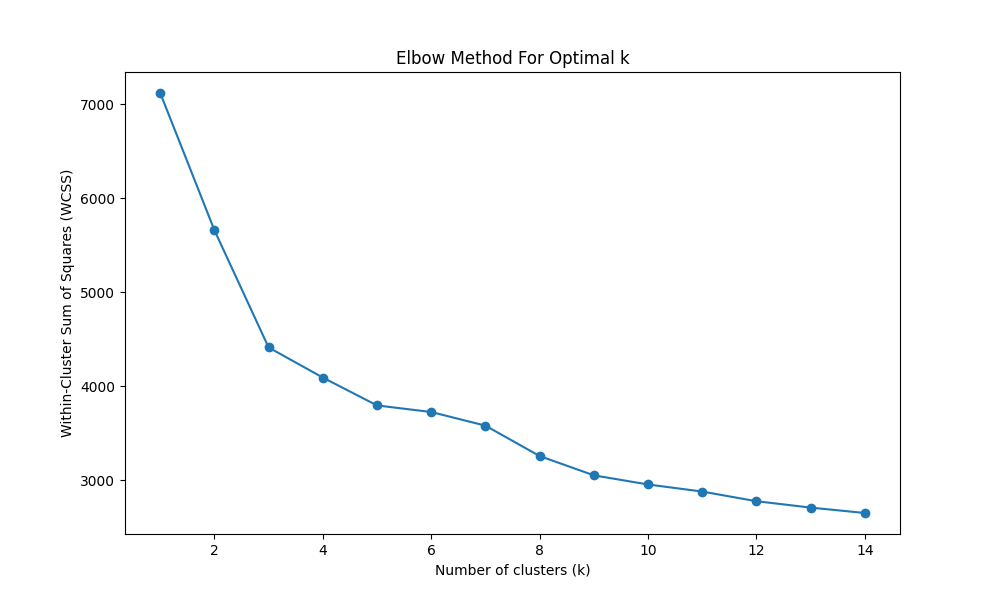 Elbow Method For Optimal k
Within-Cluster Sum of Squares (WCSS)
7000
6000
5000
4000
3000
2 4 6 8 10 12 14
Number of clusters (k)